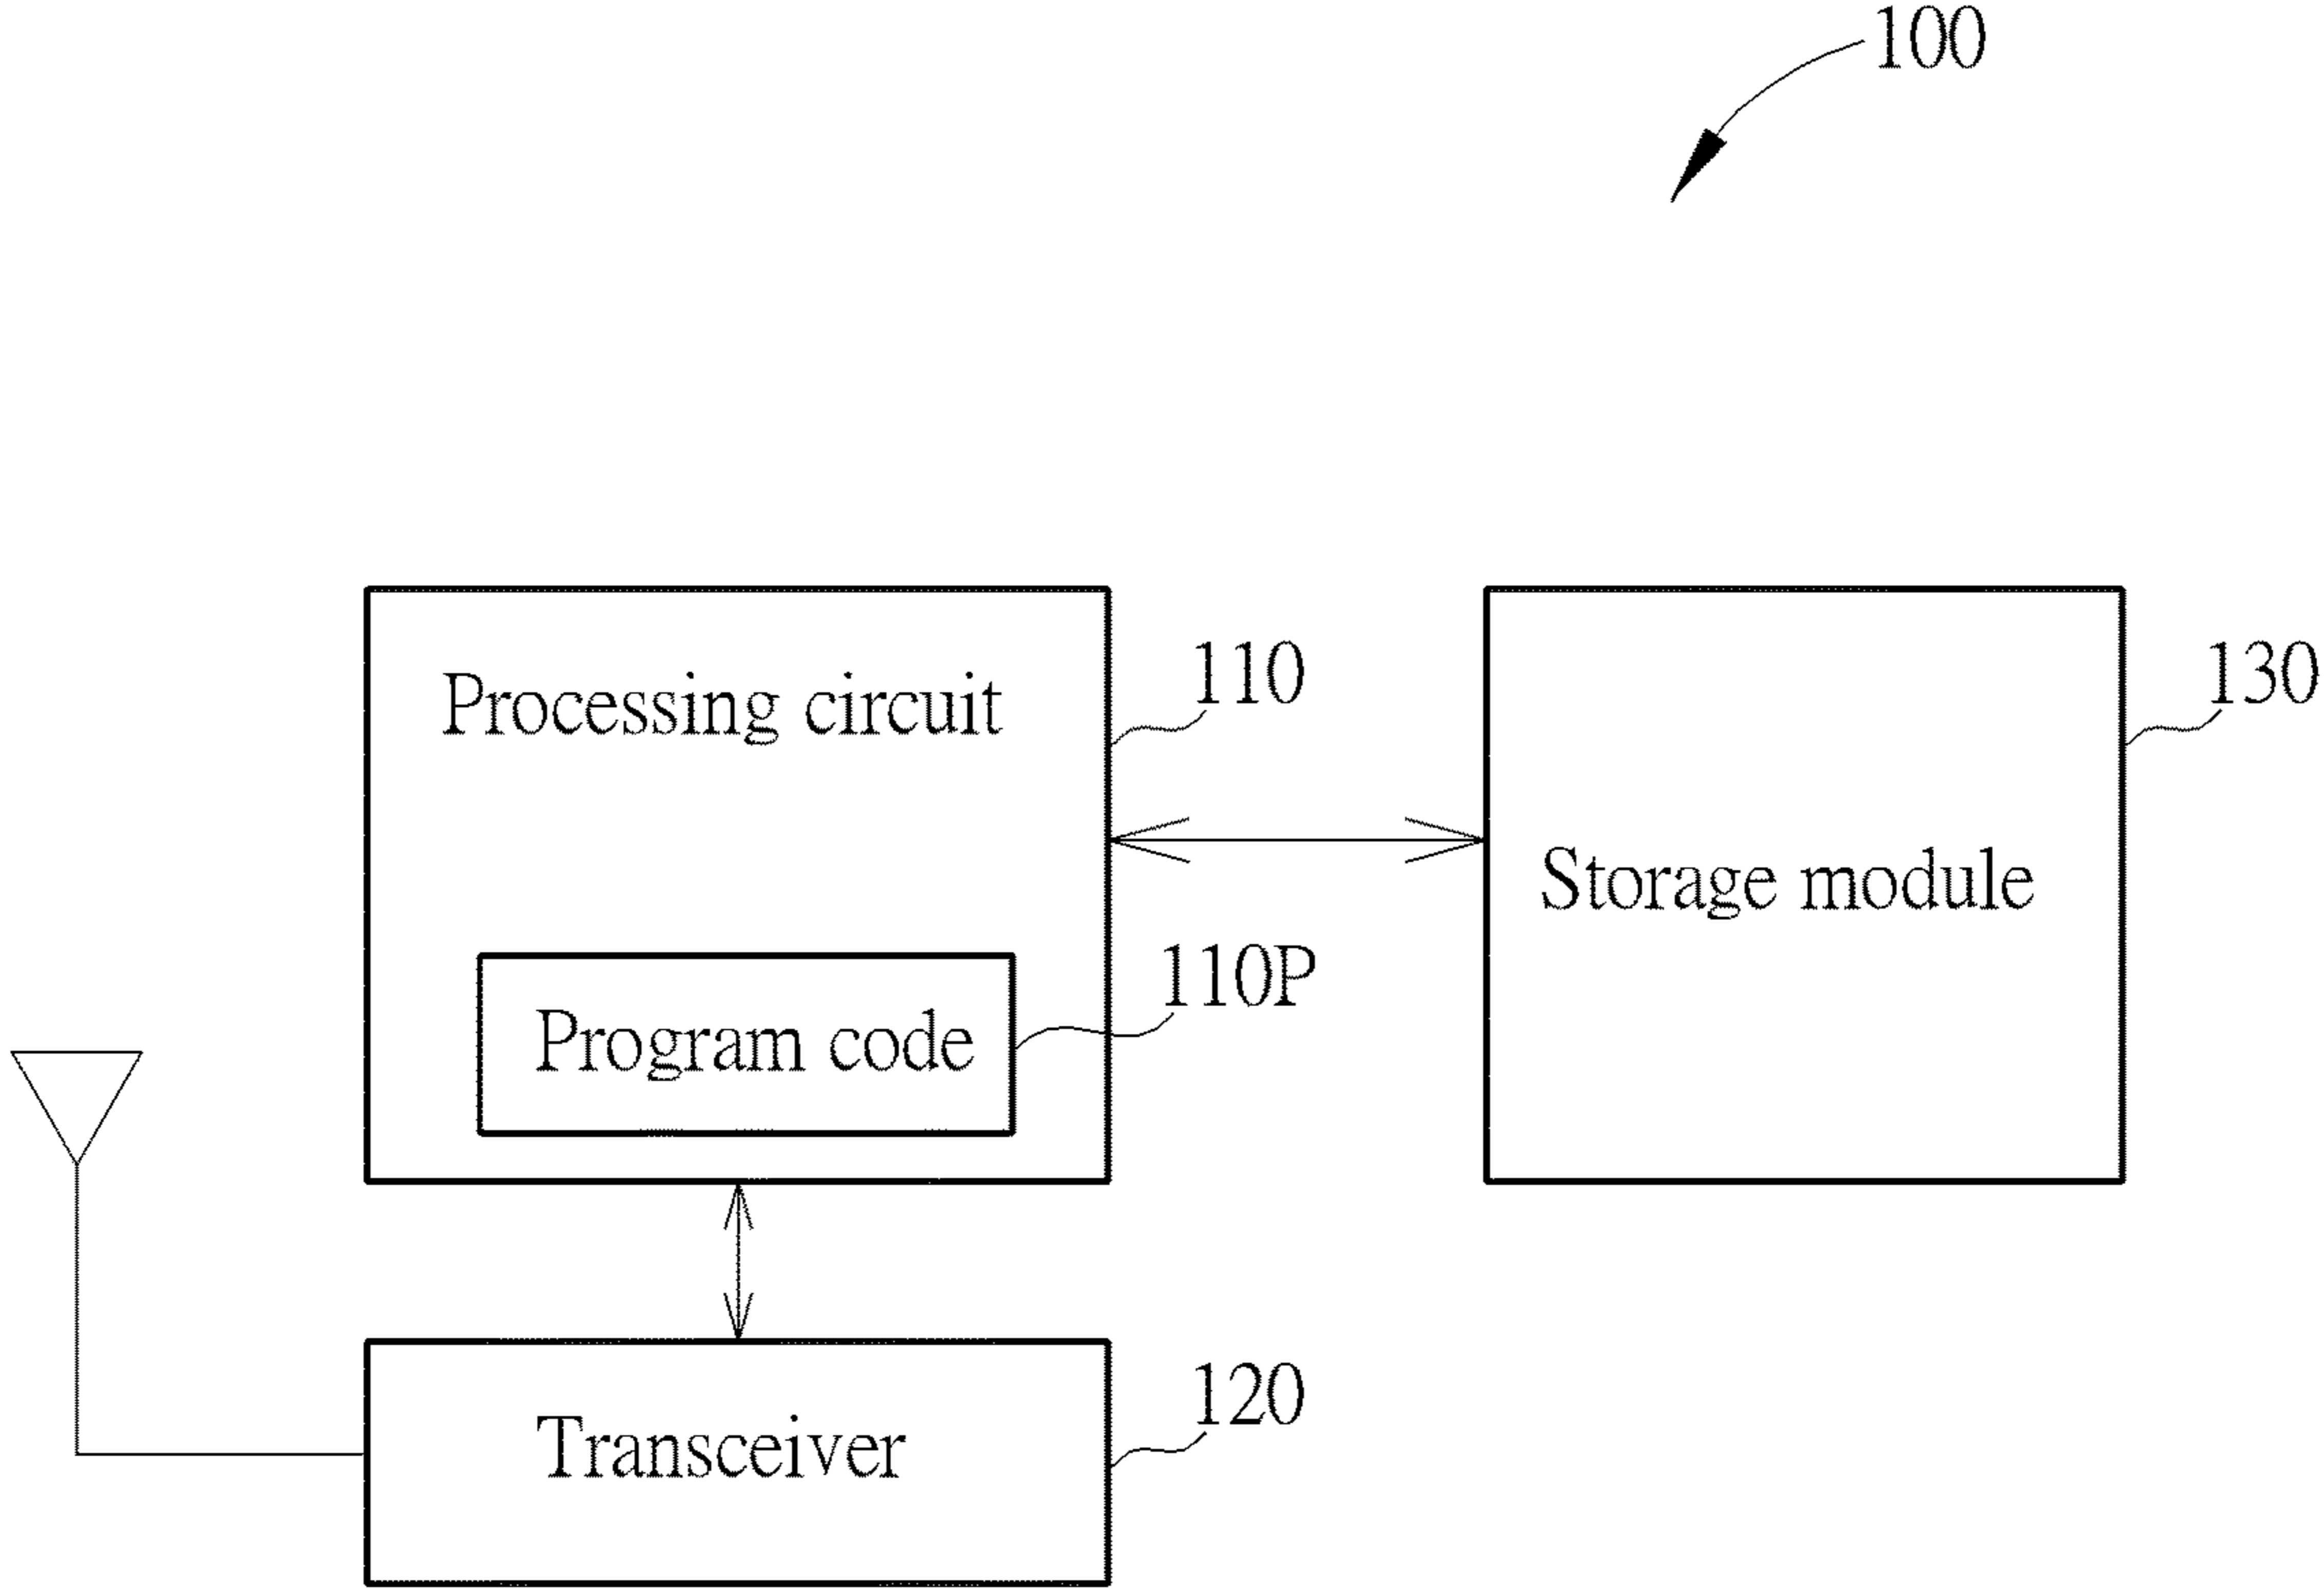 100
110
130
Processing circuit
Storage module
110P
Program code
120
Transceiver